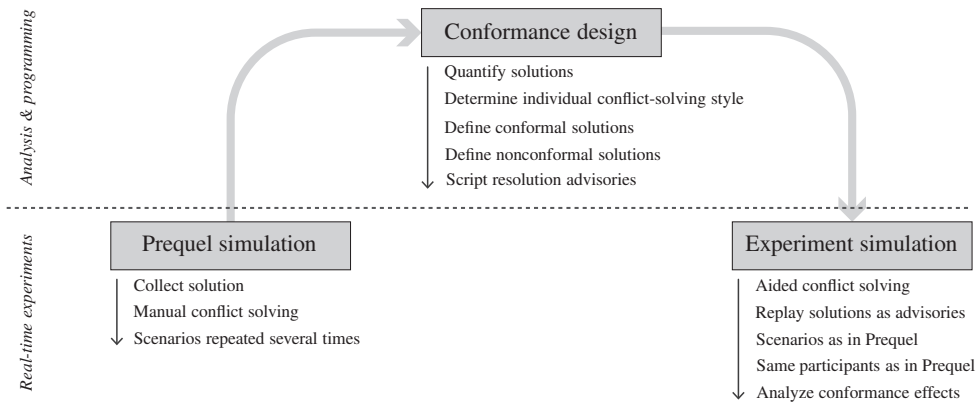 Analysis & programming
Conformance design
Quantify solutions
Determine individual conflict-solving style
Define conformal solutions
Define nonconformal solutions
Script resolution advisories
Real-time experiments
Prequel simulation
Collect solution
Manual conflict solving
Scenarios repeated several times
Experiment simulation
Aided conflict solving
Replay solutions as advisories
Scenarios as in Prequel
Same participants as in Prequel
Analyze conformance effects